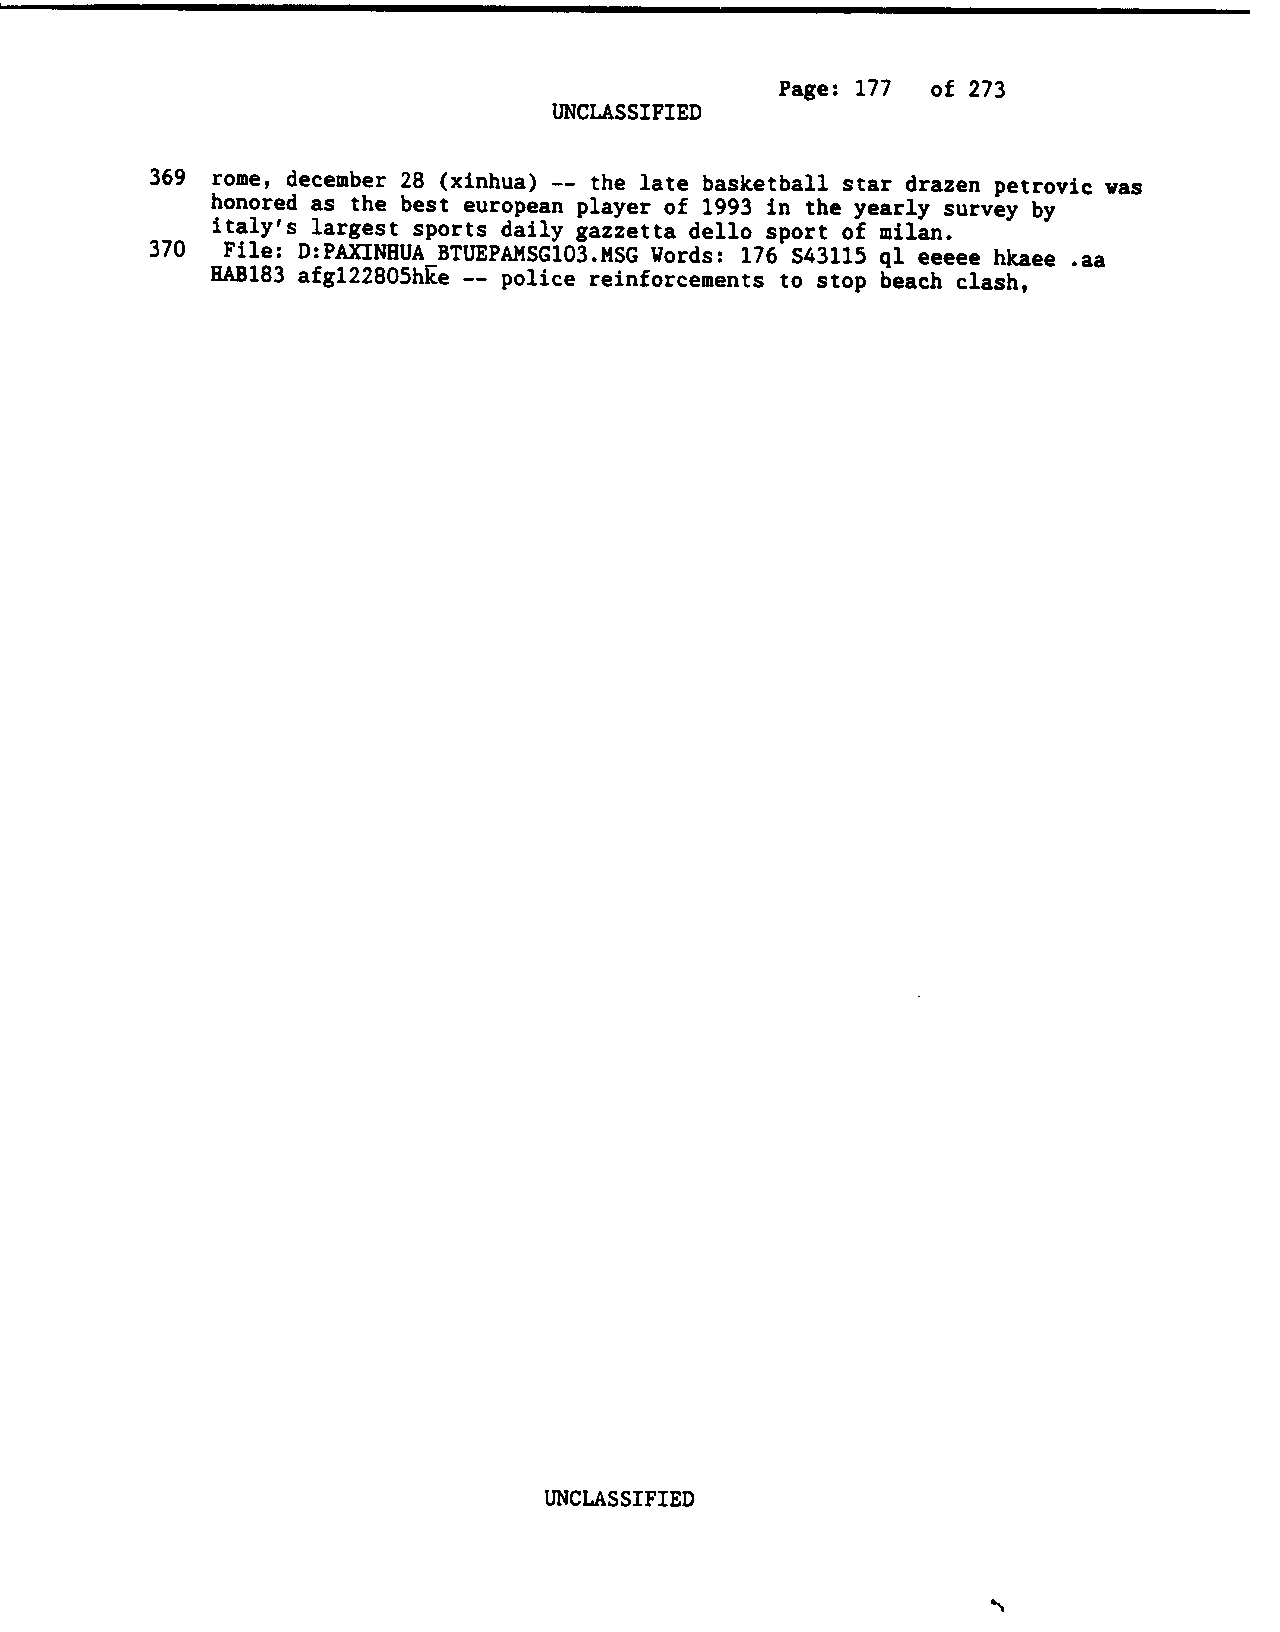 Page: 177 of 273
UNCLASSIFIED
369 rome, december 28 (xinhua) -- the late basketball star drazen petrovic was
honored as the best european player of 1993 in the yearly survey by
italy's largest sports daily gazzetta dello sport of milan.
370 File: D:PAXINHUA_BTUEPAMSG103.MSG Words: 176 S43115 ql eeeee hkaee .aa
HAB183 afg122805hke -- police reinforcements to stop beach clash,
UNCLASSIFIED